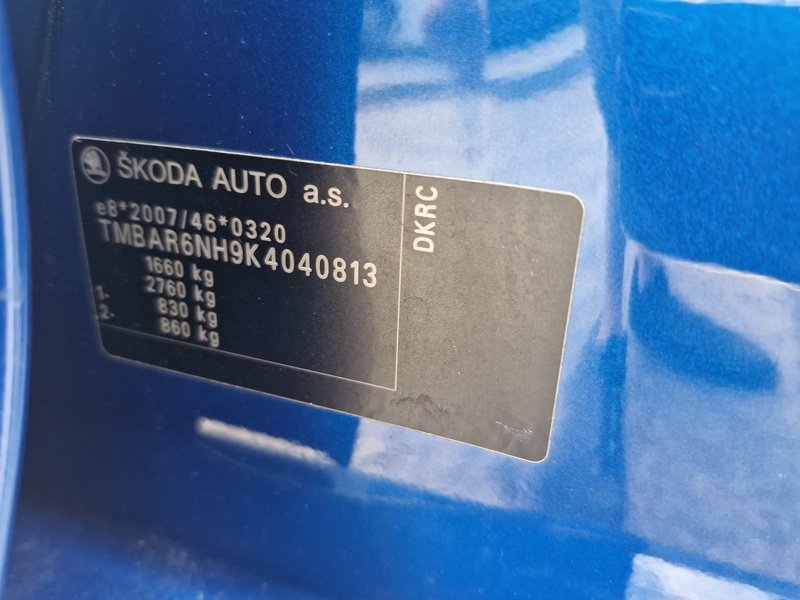 ŠKODA AUTO a.s.
e8*2007/46*0320
TMBAR6NH9K4040813
1660 kg
2760 kg
1- 830 kg
2- 860 kg
DKRC